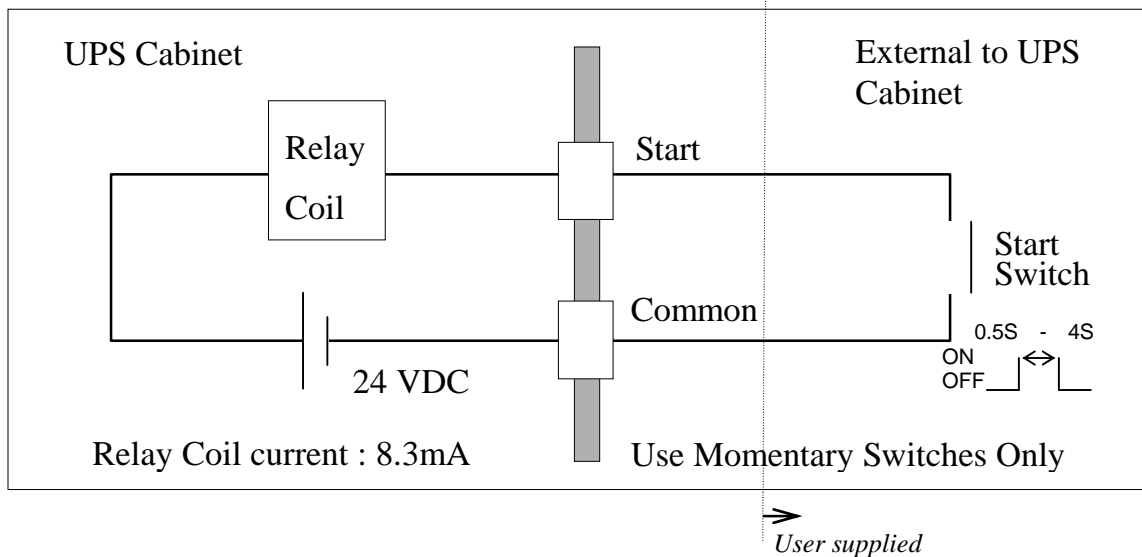 UPS Cabinet
External to UPS
Cabinet
Relay
Coil
Start
Start
Switch
Common
24 VDC
0.5S - 4S
ON
OFF
Relay Coil current : 8.3mA
Use Momentary Switches Only
User supplied